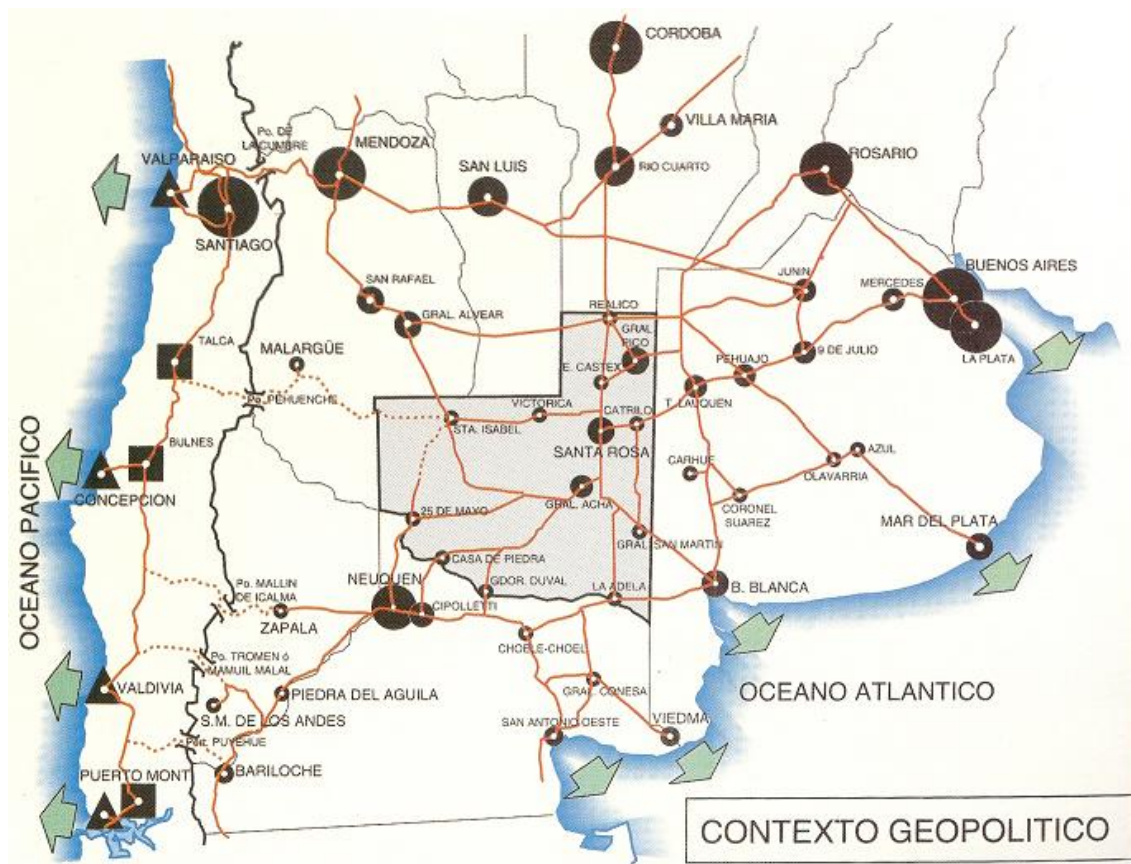 CORDOBA
VILLA MARIA
Po. DE
LA CUMBRE
MENDOZA
VALPARAISO
SAN LUIS
RIO CUARTO
ROSARIO
SANTIAGO
BUENOS AIRES
SAN RAFAEL
JUNIN
MERCEDES
GRAL. ALVEAR
REALICO
GRAL
PICO
TALCA
MALARGÜE
9 DE JULIO
LA PLATA
PEHUAJO
E. CASTEX
Po. PEHUENCHE
VICTORICA
CATRILO
T. LAUQUEN
STA. ISABEL
SANTA ROSA
BULNES
CARHUE
AZUL
OLAVARRIA
OCEANO PACIFICO
CONCEPCION
GRAL. ACHA
25 DE MAYO
CORONEL
SUAREZ
MAR DEL PLATA
GRAL. SAN MARTIN
CASA DE PIEDRA
NEUQUEN
GDOR. DUVAL
LA ADELA
B. BLANCA
Po. MALLIN
DE ICALMA
ZAPALA
CIPOLLETTI
CHOELE-CHOEL
Po. TROMEN ó
MAMUIL MALAL
VALDIVIA
PIEDRA DEL AGUILA
GRAL. CONESA
OCEANO ATLANTICO
S.M. DE LOS ANDES
SAN ANTONIO OESTE
VIEDMA
PUYEHUE
BARILOCHE
PUERTO MONT
CONTEXTO GEOPOLITICO